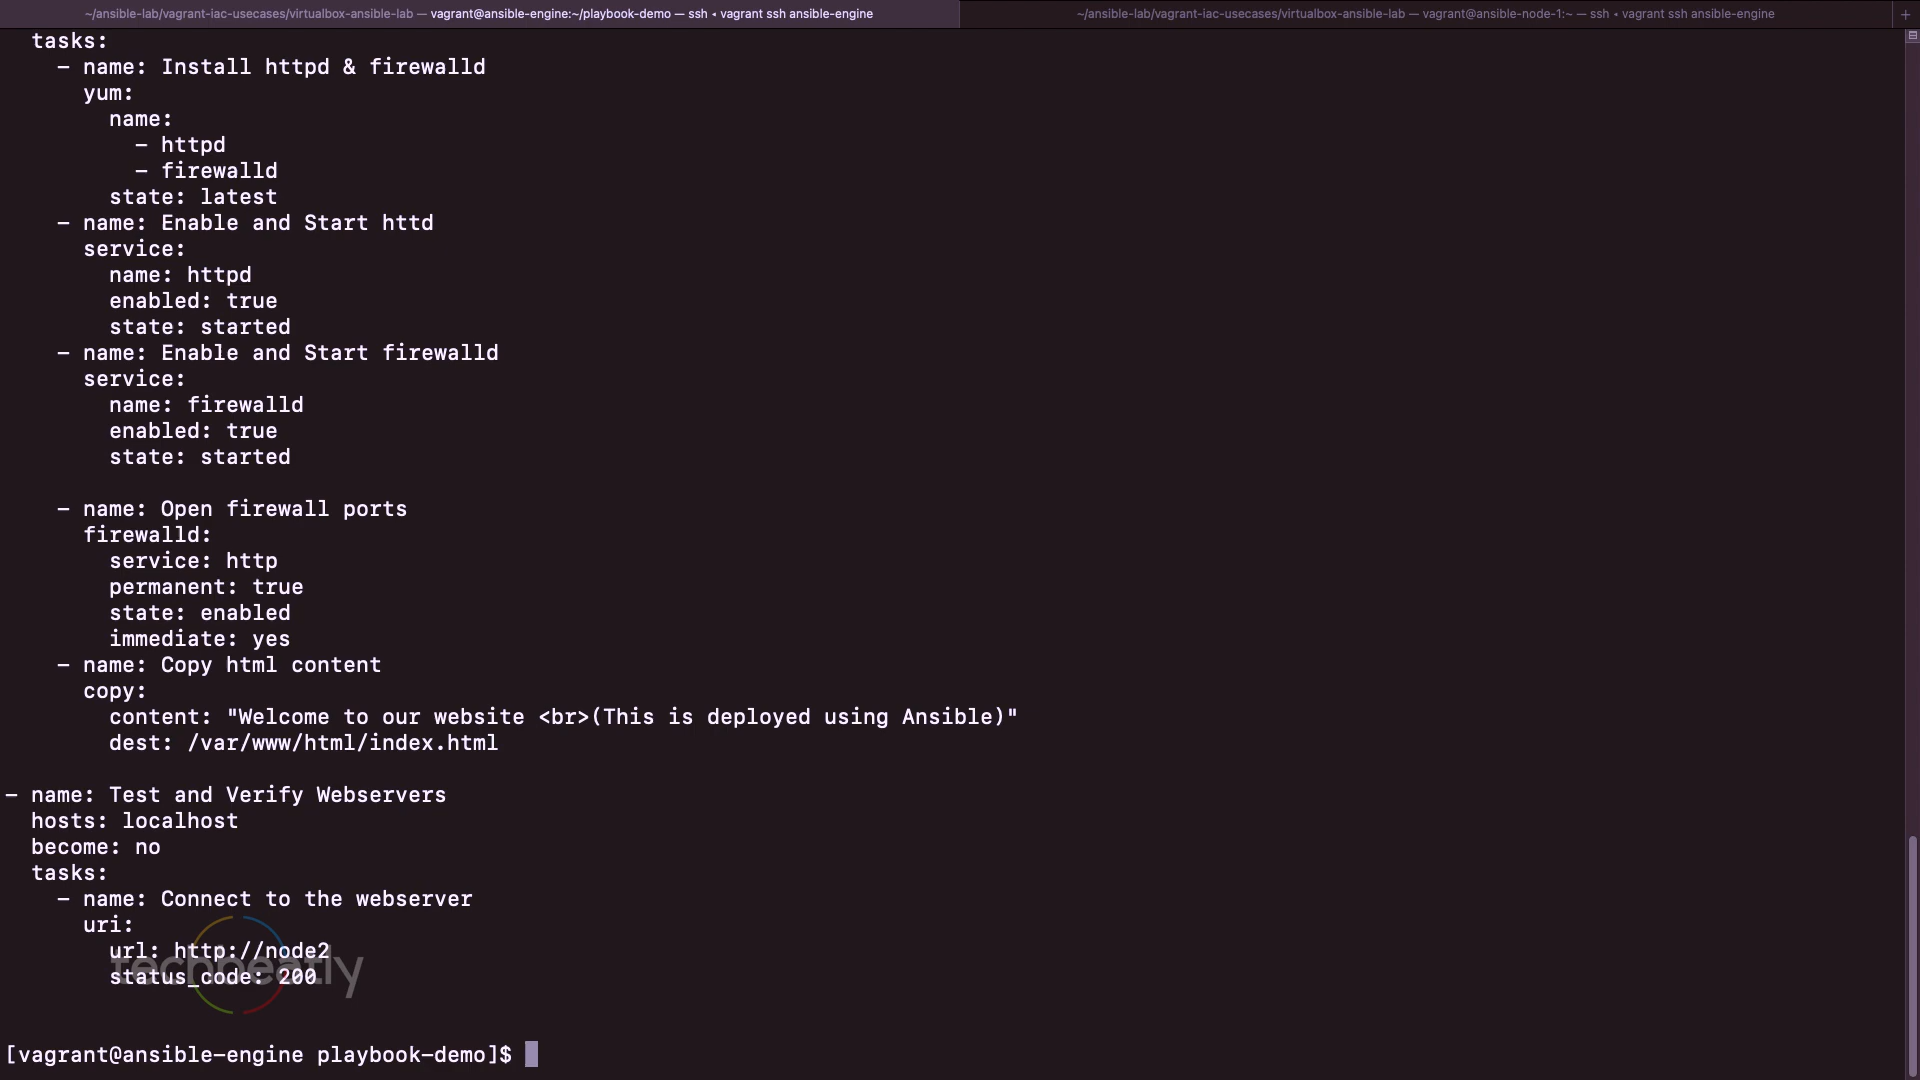 ~/ansible-lab/vagrant-iac-usecases/virtualbox-ansible-lab — vagrant@ansible-engine:~/playbook-demo — ssh • vagrant ssh ansible-engine
~/ansible-lab/vagrant-iac-usecases/virtualbox-ansible-lab — vagrant@ansible-node-1:~ — ssh • vagrant ssh ansible-engine
+
  tasks:
    - name: Install httpd & firewalld
      yum:
        name:
          - httpd
          - firewalld
        state: latest
    - name: Enable and Start httd
      service:
        name: httpd
        enabled: true
        state: started
    - name: Enable and Start firewalld
      service:
        name: firewalld
        enabled: true
        state: started

    - name: Open firewall ports
      firewalld:
        service: http
        permanent: true
        state: enabled
        immediate: yes
    - name: Copy html content
      copy:
        content: "Welcome to our website <br>(This is deployed using Ansible)"
        dest: /var/www/html/index.html

- name: Test and Verify Webservers
  hosts: localhost
  become: no
  tasks:
    - name: Connect to the webserver
      uri:
        url: http://node2
        status_code: 200
techbeatly

[vagrant@ansible-engine playbook-demo]$